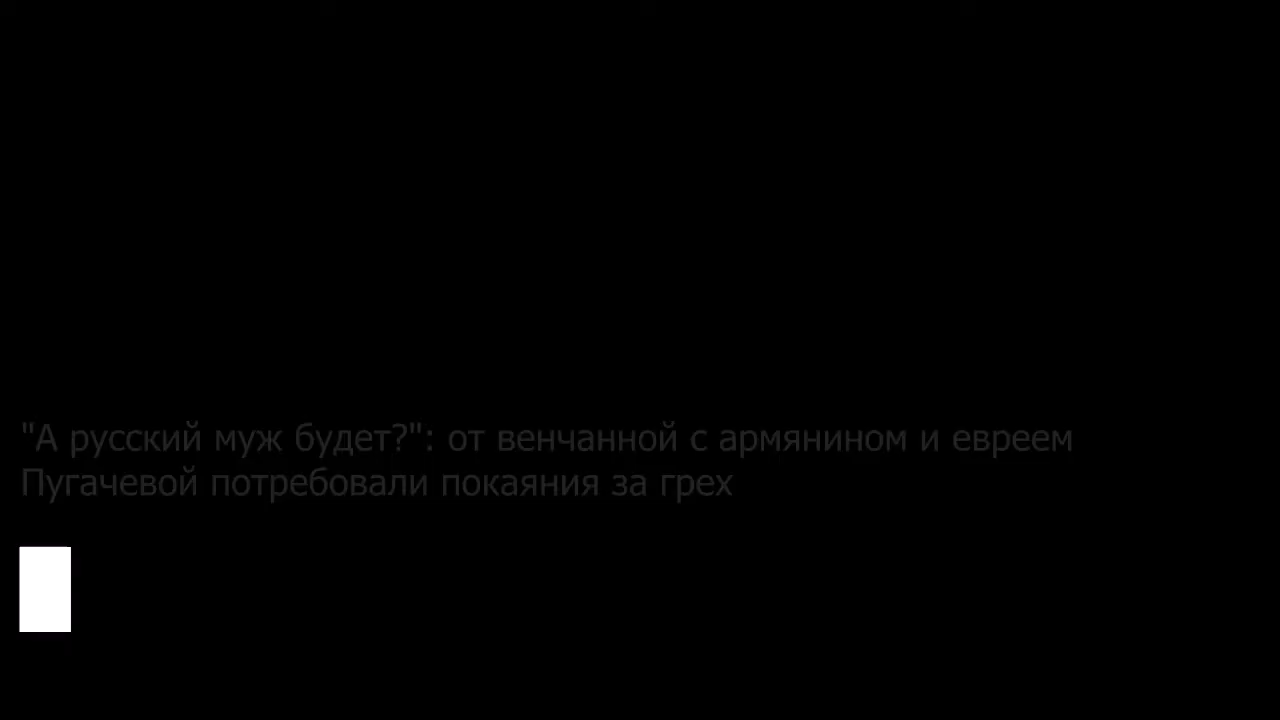 "А русский муж будет?": от венчанной с армянином и евреем
Пугачевой потребовали покаяния за грех